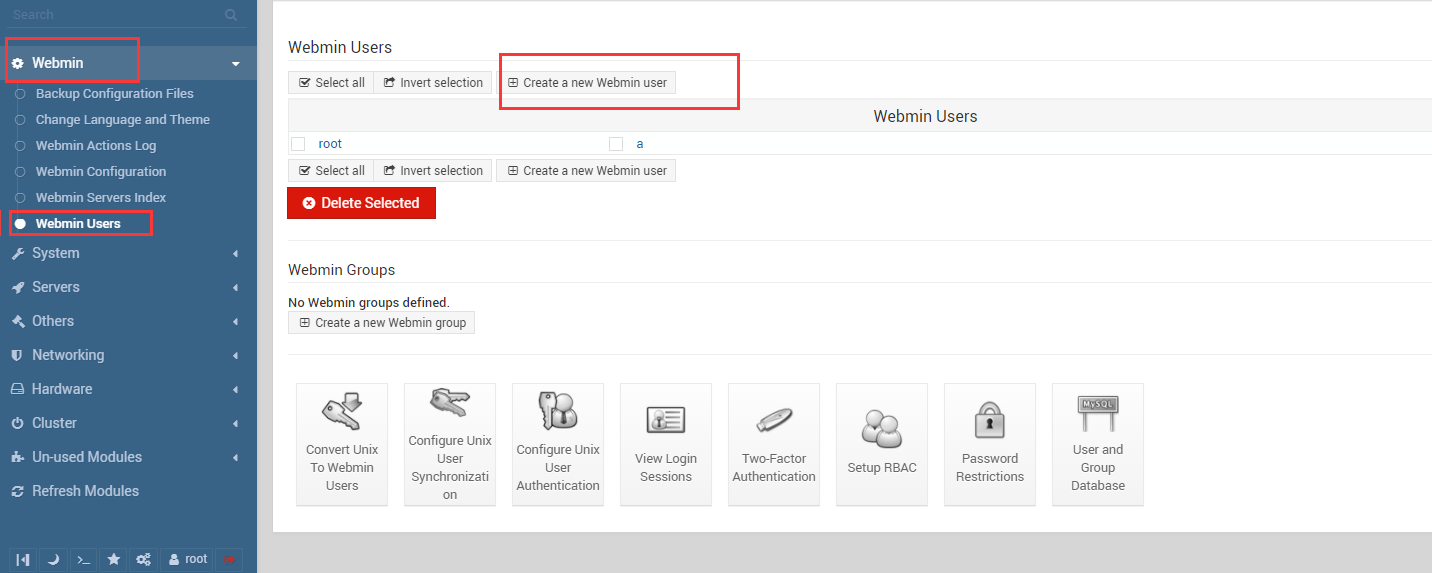 Search
Webmin
Backup Configuration Files
Change Language and Theme
Webmin Actions Log
Webmin Configuration
Webmin Servers Index
Webmin Users
System
Servers
Others
Networking
Hardware
Cluster
Un-used Modules
Refresh Modules
root
Webmin Users
Select all Invert selection Create a new Webmin user
Webmin Users
root a
Select all Invert selection Create a new Webmin user
Delete Selected
Webmin Groups
No Webmin groups defined.
Create a new Webmin group
Convert Unix
To Webmin
Users
Configure Unix
User
Synchronizati
on
Configure Unix
User
Authentication
View Login
Sessions
Two-Factor
Authentication
Setup RBAC
Password
Restrictions
MySQL
User and
Group
Database